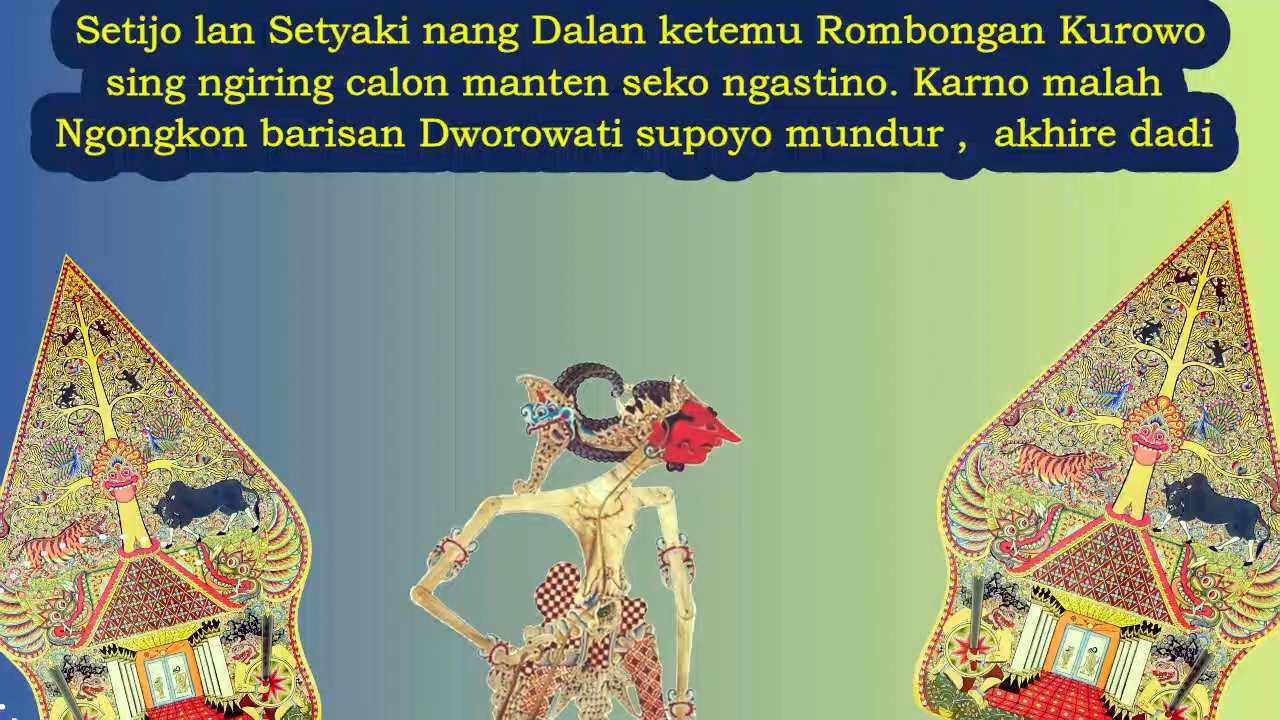 Setijo lan Setyaki nang Dalan ketemu Rombongan Kurowo
sing ngiring calon manten seko ngastino. Karno malah
Ngongkon barisan Dworowati supoyo mundur , akhire dadi